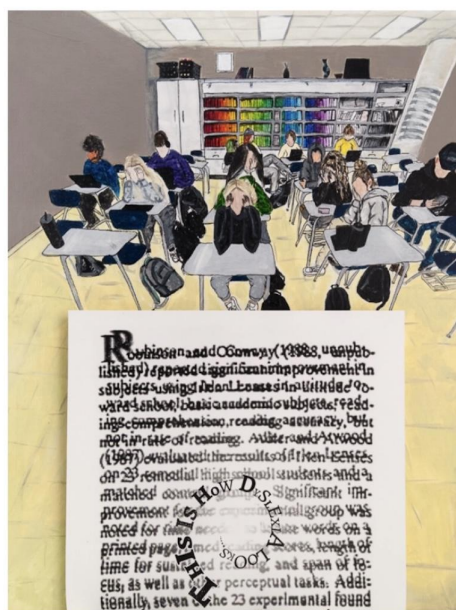 Robinson and Conway (1988, unpub-
lished) reported significant improvement in
subjects using Irlen Lenses in attitude to-
ward school, basic academic subjects, read-
ing comprehension, reading accuracy, but
not in rate of reading. Adler and Atwood
(1987) evaluated the results of Irlen Lenses
on 23 remedial high school students and a
matched control group. Significant im-
provement for the experimental group was
noted for time needed to words on a
printed page, timed reading scores, length of
time for sustained reading, and span of fo-
cus, as well as other perceptual tasks. Addi-
tionally, seven of the 23 experimental found
THIS IS HOW DYSLEXIA LOOKS